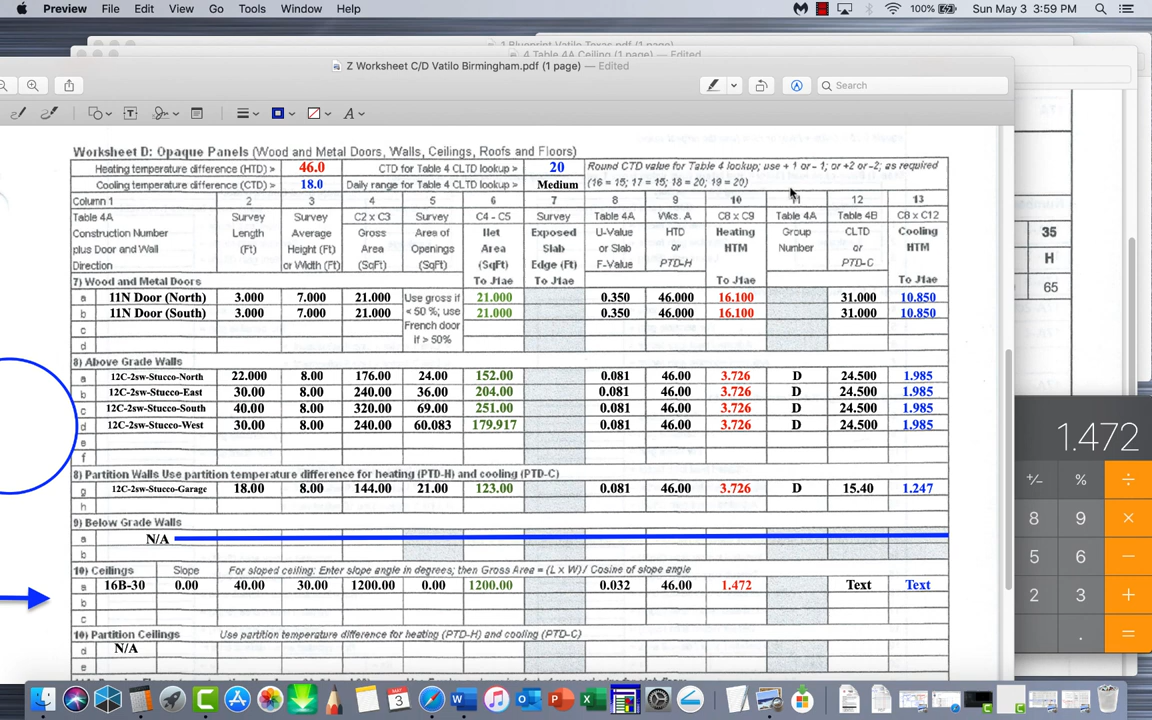 Preview File Edit View Go Tools Window Help 100% Sun May 3 3:59 PM
4 Table 4A Ceiling — Edited
Z Worksheet C/D Vatilo Birmingham.pdf (1 page) — Edited
Search
Worksheet D: Opaque Panels (Wood and Metal Doors, Walls, Ceilings, Roofs and Floors)
Heating temperature difference (HTD) > 46.0 CTD for Table 4 CLTD lookup > 20 Round CTD value for Table 4 lookup; use + 1 or - 1; or +2 or -2; as required
Cooling temperature difference (CTD) > 18.0 Daily range for Table 4 CLTD lookup > Medium (16 = 15; 17 = 15; 18 = 20; 19 = 20)
Column 1 2 3 4 5 6 7 8 9 10 11 12 13
Table 4A Survey Survey C2 x C3 Survey C4 - C5 Survey Table 4A Wks. A C8 x C9 Table 4A Table 4B C8 x C12
Construction Number Length Average Gross Area of Net Exposed U-Value HTD Heating Group CLTD Cooling
plus Door and Wall (Ft) Height (Ft) Area Openings Area Slab or Slab or HTM Number or HTM
Direction or Width (Ft) (SqFt) (SqFt) (SqFt) Edge (Ft) F-Value PTD-H PTD-C
7) Wood and Metal Doors To J1ae To J1ae To J1ae To J1ae
a 11N Door (North) 3.000 7.000 21.000 Use gross if 21.000 0.350 46.000 16.100 31.000 10.850
b 11N Door (South) 3.000 7.000 21.000 < 50 %; use 21.000 0.350 46.000 16.100 31.000 10.850
c French door
d if > 50%
8) Above Grade Walls
a 12C-2sw-Stucco-North 22.000 8.00 176.00 24.00 152.00 0.081 46.00 3.726 D 24.500 1.985
b 12C-2sw-Stucco-East 30.00 8.00 240.00 36.00 204.00 0.081 46.00 3.726 D 24.500 1.985
c 12C-2sw-Stucco-South 40.00 8.00 320.00 69.00 251.00 0.081 46.00 3.726 D 24.500 1.985
d 12C-2sw-Stucco-West 30.00 8.00 240.00 60.083 179.917 0.081 46.00 3.726 D 24.500 1.985
e
f
8) Partition Walls Use partition temperature difference for heating (PTD-H) and cooling (PTD-C)
g 12C-2sw-Stucco-Garage 18.00 8.00 144.00 21.00 123.00 0.081 46.00 3.726 D 15.40 1.247
h
9) Below Grade Walls
a N/A
b
10) Ceilings Slope For sloped ceiling: Enter slope angle in degrees; then Gross Area = (L x W) / Cosine of slope angle
a 16B-30 0.00 40.00 30.00 1200.00 0.00 1200.00 0.032 46.00 1.472 Text Text
b
c
10) Partition Ceilings Use partition temperature difference for heating (PTD-H) and cooling (PTD-C)
d N/A
e
35
H
65
1.472
+/- % ÷
8 9 ×
5 6 −
2 3 +
. =